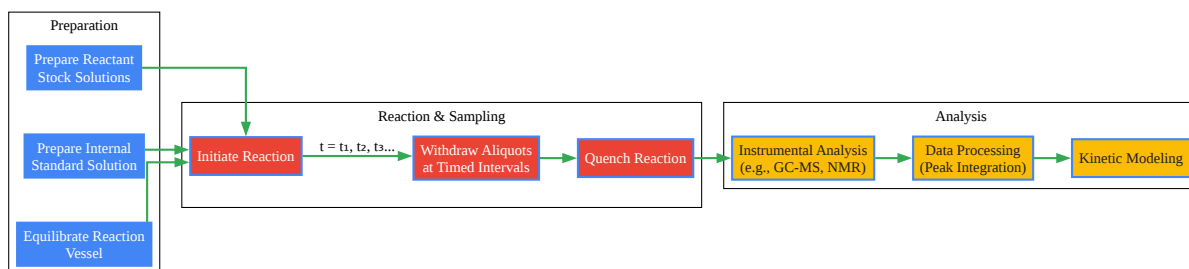 Preparation
Prepare Reactant
Stock Solutions
Prepare Internal
Standard Solution
Equilibrate Reaction
Vessel
Reaction & Sampling
Initiate Reaction
t = t₁, t₂, t₃...
Withdraw Aliquots
at Timed Intervals
Quench Reaction
Analysis
Instrumental Analysis
(e.g., GC-MS, NMR)
Data Processing
(Peak Integration)
Kinetic Modeling